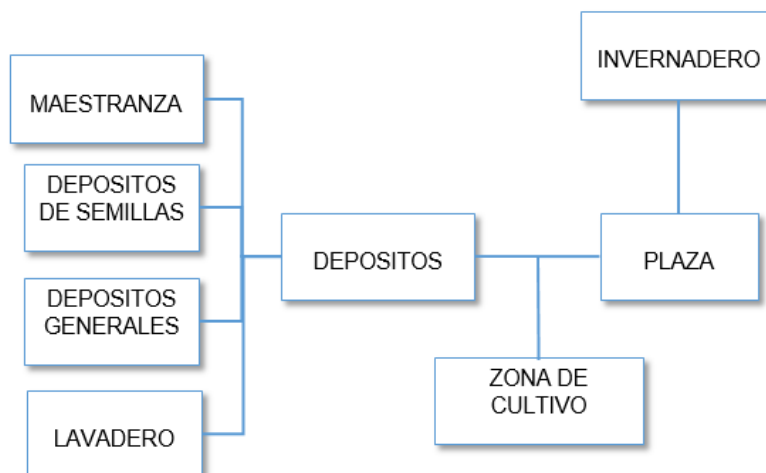 INVERNADERO
MAESTRANZA
DEPOSITOS
DE SEMILLAS
DEPOSITOS
PLAZA
DEPOSITOS
GENERALES
ZONA DE
CULTIVO
LAVADERO